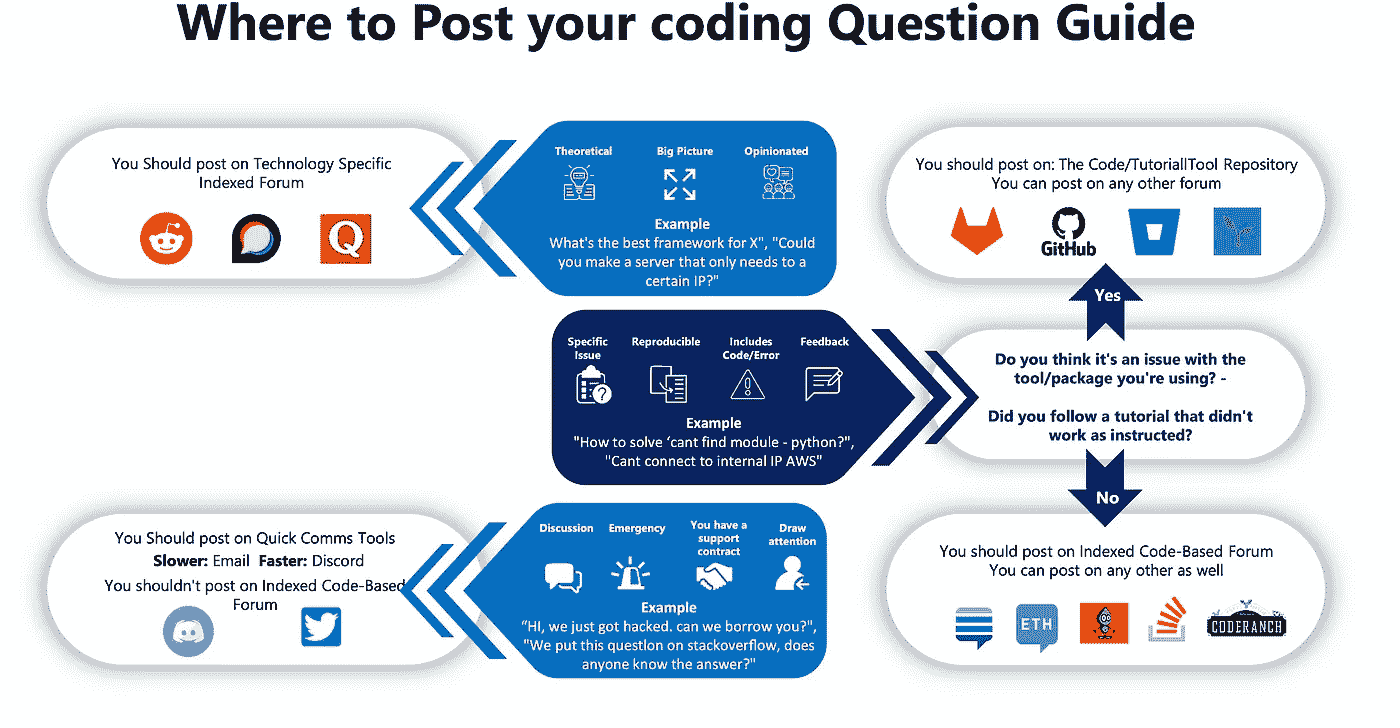 Where to Post your coding Question Guide
You Should post on Technology Specific
Indexed Forum
Q
Theoretical
Big Picture
Opinionated
Example
What's the best framework for X", "Could
you make a server that only needs to a
certain IP?"
You should post on: The Code/TutoriallTool Repository
You can post on any other forum
GitHub
Yes
Specific
Issue
Reproducible
Includes
Code/Error
Feedback
Example
"How to solve ‘cant find module - python?",
"Cant connect to internal IP AWS"
Do you think it's an issue with the
tool/package you're using? -
Did you follow a tutorial that didn't
work as instructed?
No
You Should post on Quick Comms Tools
Slower: Email Faster: Discord
You shouldn't post on Indexed Code-Based
Forum
Discussion
Emergency
You have a
support
contract
Draw
attention
Example
“HI, we just got hacked. can we borrow you?",
"We put this question on stackoverflow, does
anyone know the answer?"
You should post on Indexed Code-Based Forum
You can post on any other as well
ETH
CODERANCH